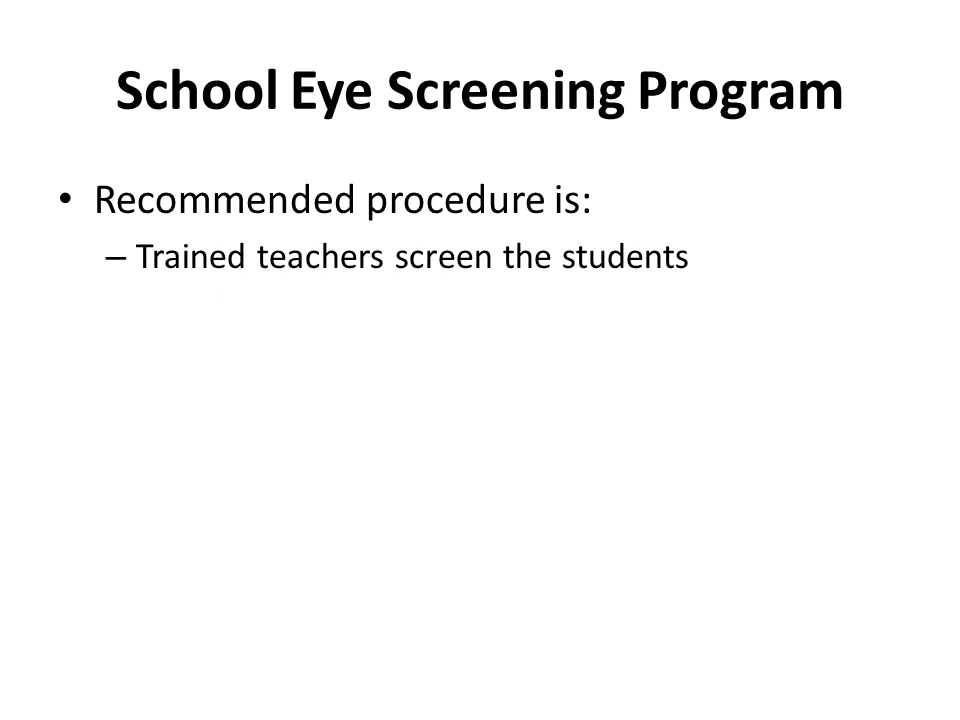 School Eye Screening Program
• Recommended procedure is:
– Trained teachers screen the students